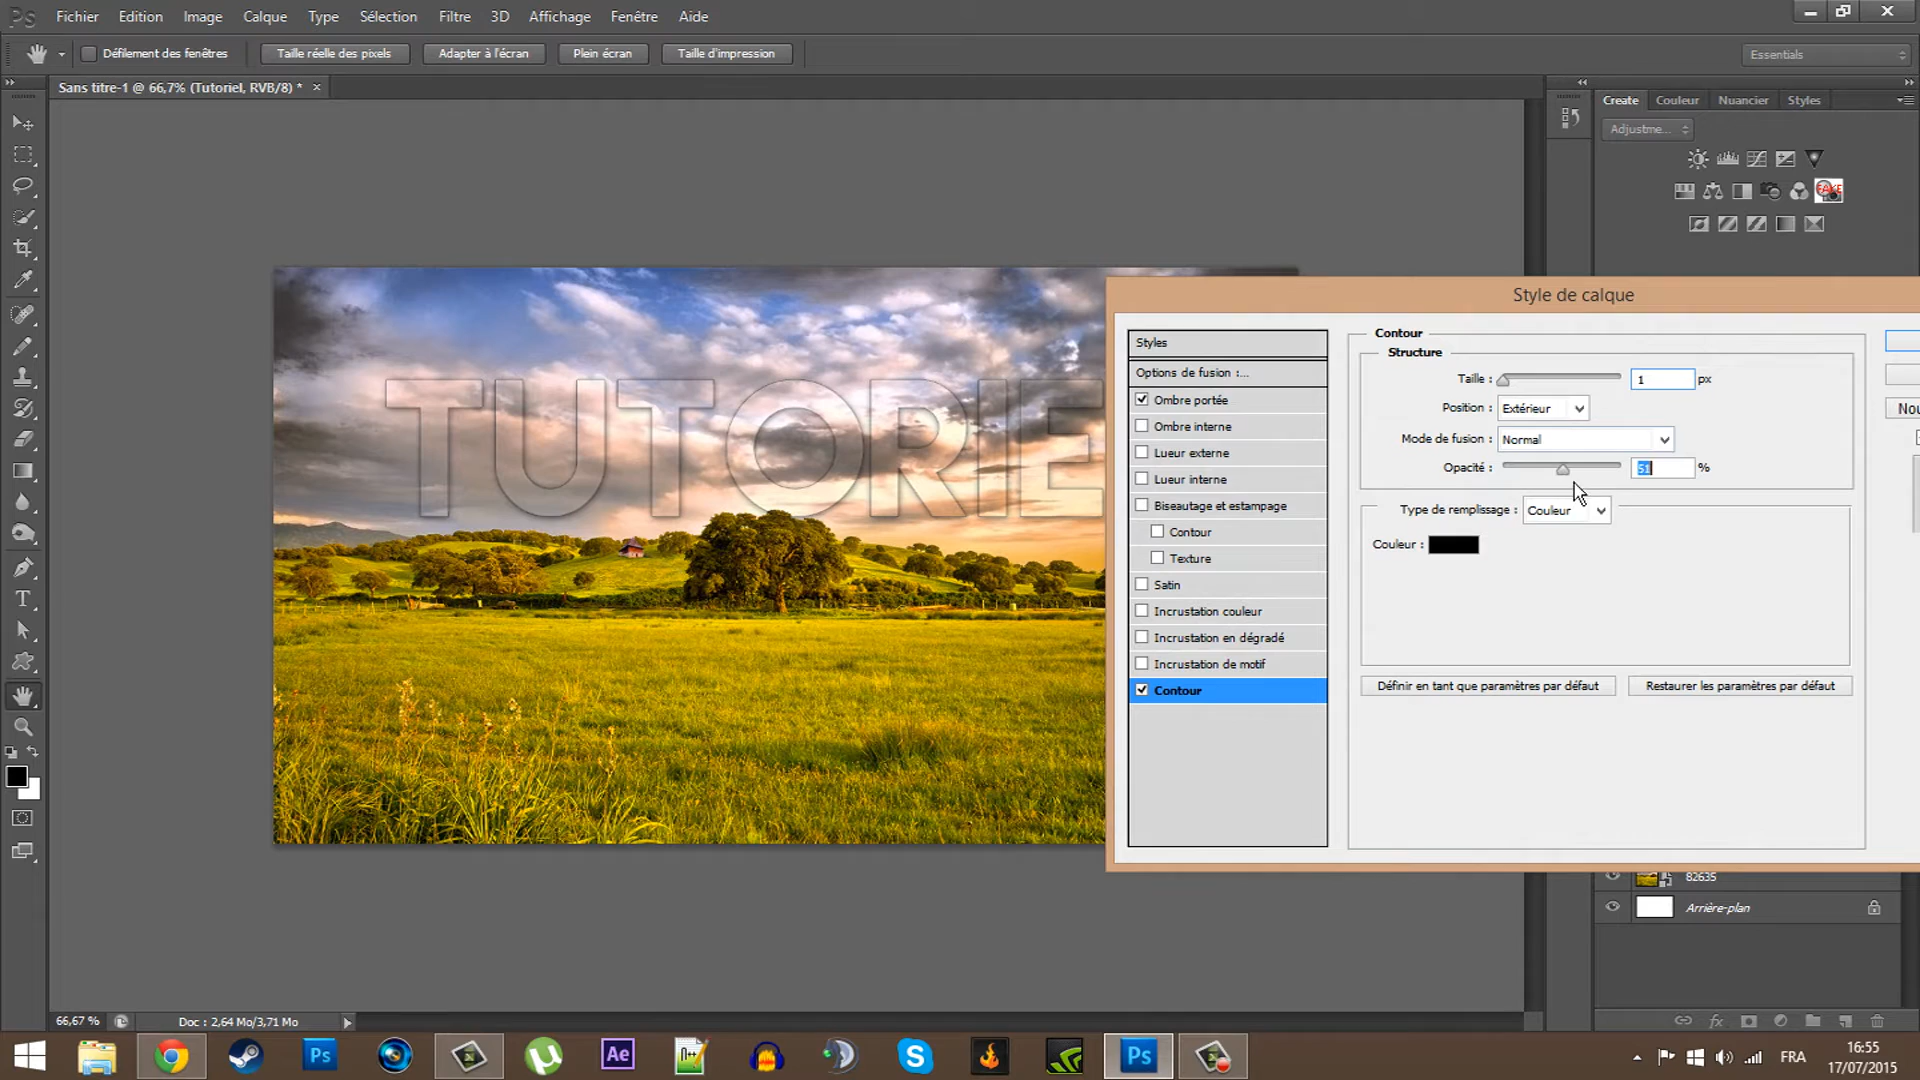 Ps Fichier Edition Image Calque Type Sélection Filtre 3D Affichage Fenêtre Aide
Défilement des fenêtres Taille réelle des pixels Adapter à l'écran Plein écran Taille d'impression Essentials
Sans titre-1 @ 66,7% (Tutoriel, RVB/8) * ×
Create Couleur Nuancier Styles
Adjustme...
FAKE
TUTORIE
Style de calque
Styles
Options de fusion :...
Ombre portée
Ombre interne
Lueur externe
Lueur interne
Biseautage et estampage
Contour
Texture
Satin
Incrustation couleur
Incrustation en dégradé
Incrustation de motif
Contour
Contour
Structure
Taille : 1 px
Position : Extérieur
Mode de fusion : Normal
Opacité : 51 %
Type de remplissage : Couleur
Couleur :
Définir en tant que paramètres par défaut Restaurer les paramètres par défaut
Nou
82635
Arrière-plan
fx
66,67 % Doc : 2,64 Mo/3,71 Mo
Ps Ae N++ Ps
FRA
16:55
17/07/2015